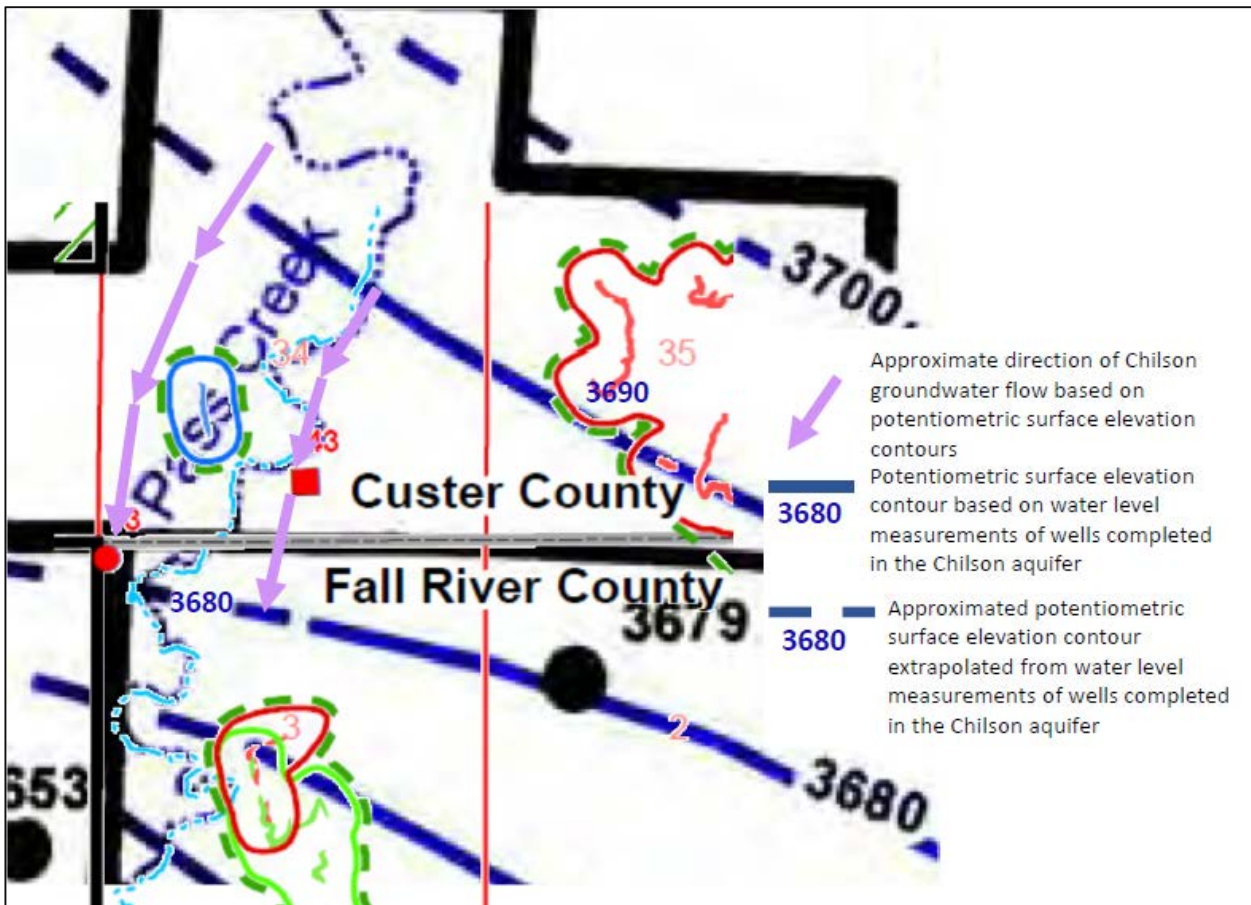 3700
Pass Creek
34
35
3690
43
3
Custer County
Fall River County
3680
3679
3
2
653
3680
Approximate direction of Chilson
groundwater flow based on
potentiometric surface elevation
contours
Potentiometric surface elevation
contour based on water level
measurements of wells completed
in the Chilson aquifer
3680
Approximated potentiometric
surface elevation contour
extrapolated from water level
measurements of wells completed
in the Chilson aquifer
3680